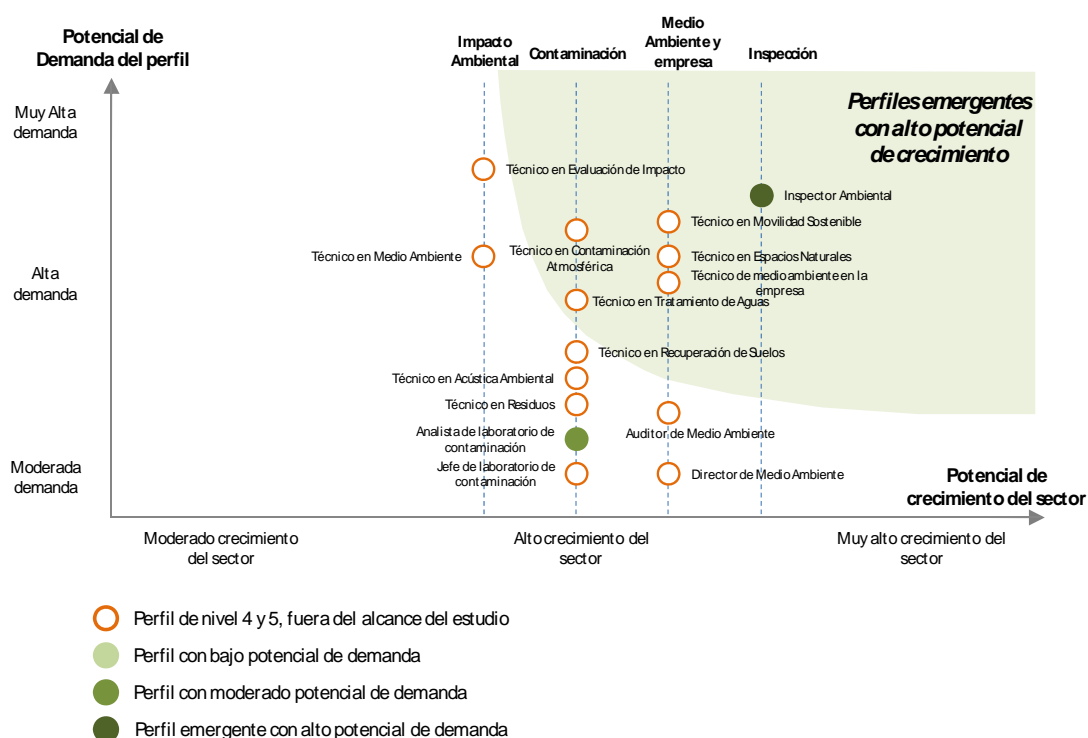 Potencial de
Demanda del perfil
Impacto
Ambiental
Contaminación
Medio
Ambiente y
empresa
Inspección
Muy Alta
demanda
Perfiles emergentes
con alto potencial
de crecimiento
Técnico en Evaluación de Impacto
Inspector Ambiental
Técnico en Movilidad Sostenible
Técnico en Medio Ambiente
Técnico en Contaminación
Atmosférica
Técnico en Espacios Naturales
Técnico de medio ambiente en la
empresa
Alta
demanda
Técnico en Tratamiento de Aguas
Técnico en Recuperación de Suelos
Técnico en Acústica Ambiental
Técnico en Residuos
Analista de laboratorio de
contaminación
Auditor de Medio Ambiente
Moderada
demanda
Jefe de laboratorio de
contaminación
Director de Medio Ambiente
Potencial de
crecimiento del sector
Moderado crecimiento
del sector
Alto crecimiento del
sector
Muy alto crecimiento del
sector
Perfil de nivel 4 y 5, fuera del alcance del estudio
Perfil con bajo potencial de demanda
Perfil con moderado potencial de demanda
Perfil emergente con alto potencial de demanda